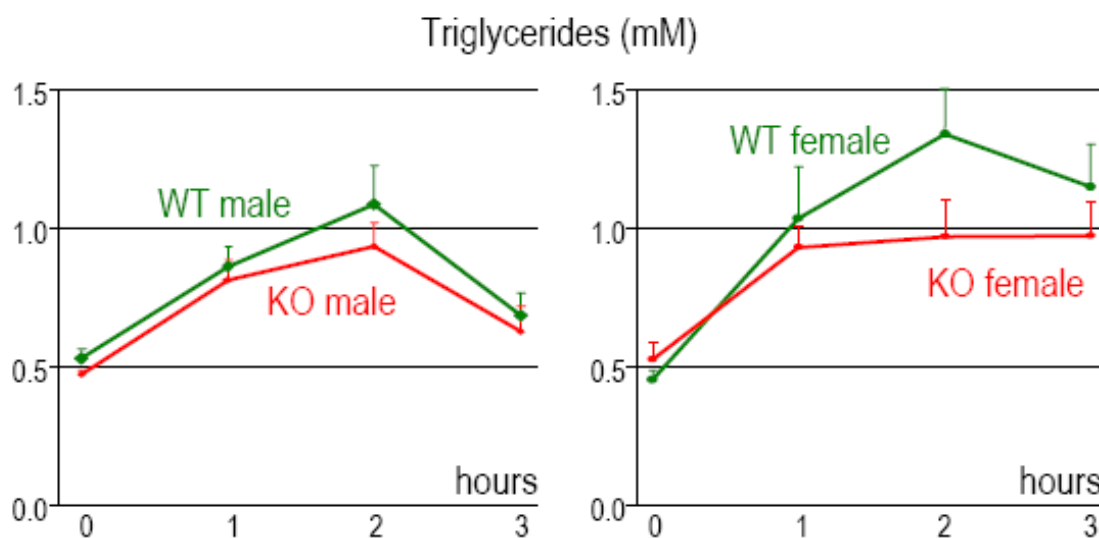 Triglycerides (mM)
1.5
WT male
1.0
KO male
0.5
hours
0.0
0 1 2 3
1.5
WT female
1.0
KO female
0.5
hours
0.0
0 1 2 3